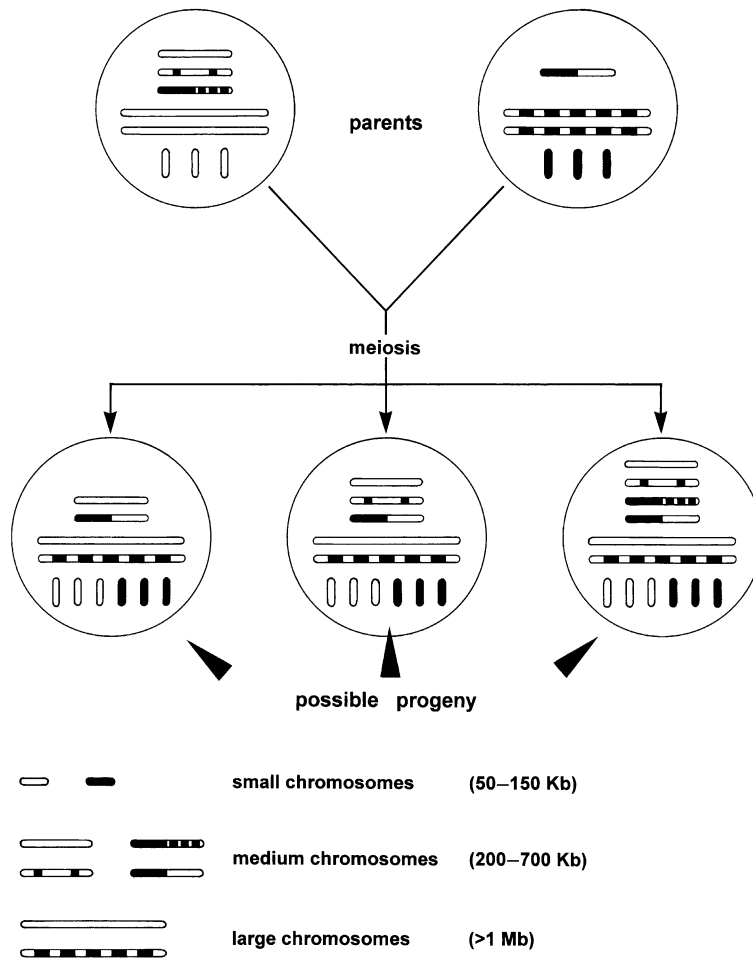 parents
meiosis
possible progeny
small chromosomes (50–150 Kb)
medium chromosomes (200–700 Kb)
large chromosomes (>1 Mb)